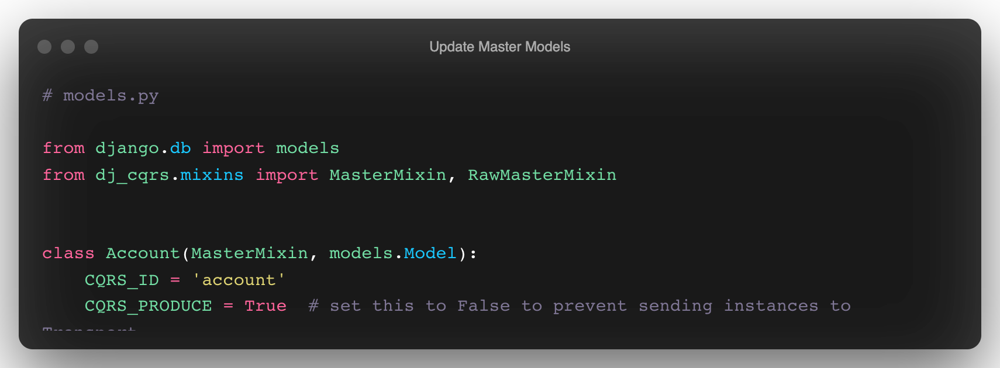 Update Master Models
# models.py
from django.db import models
from dj_cqrs.mixins import MasterMixin, RawMasterMixin
class Account(MasterMixin, models.Model):
    CQRS_ID = 'account'
    CQRS_PRODUCE = True  # set this to False to prevent sending instances to